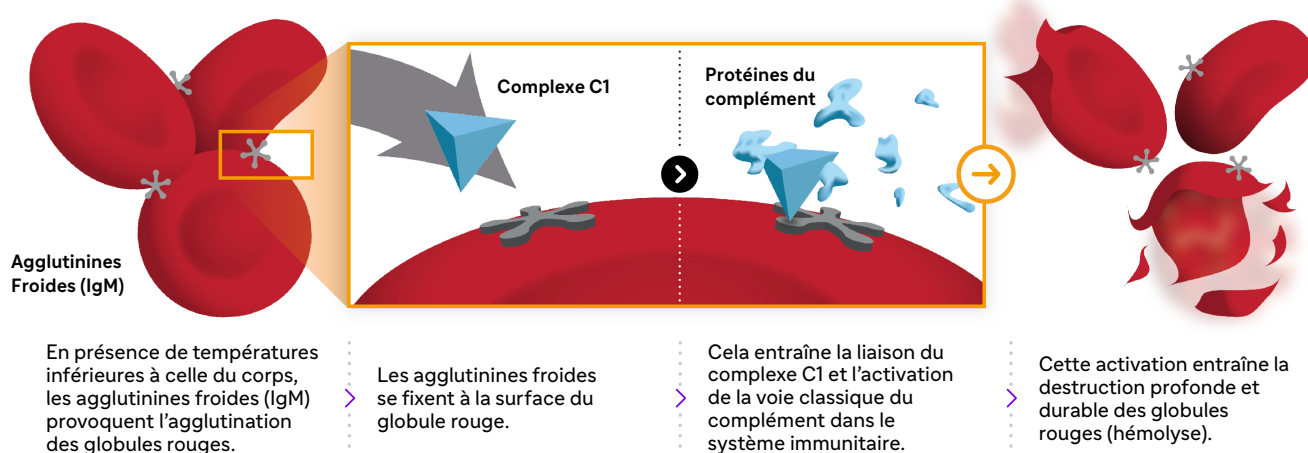 Complexe C1
Protéines du
complément
Agglutinines
Froides (IgM)
En présence de températures
inférieures à celle du corps,
les agglutinines froides (IgM)
provoquent l’agglutination
des globules rouges.
Les agglutinines froides
se fixent à la surface du
globule rouge.
Cela entraîne la liaison du
complexe C1 et l’activation
de la voie classique du
complément dans le
système immunitaire.
Cette activation entraîne la
destruction profonde et
durable des globules
rouges (hémolyse).